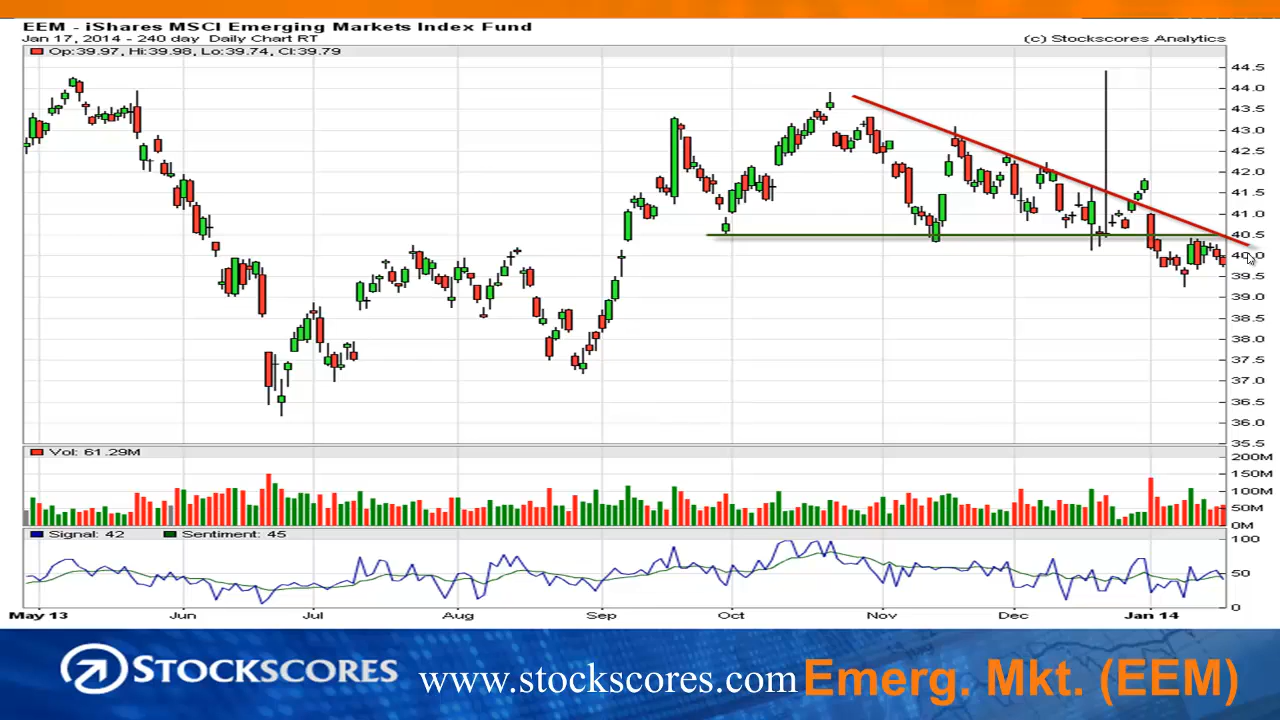 EEM - iShares MSCI Emerging Markets Index Fund
Jan 17, 2014 - 240 day Daily Chart RT
(c) Stockscores Analytics
Op:39.97, Hi:39.98, Lo:39.74, Cl:39.79
44.5
44.0
43.5
43.0
42.5
42.0
41.5
41.0
40.5
40.0
39.5
39.0
38.5
38.0
37.5
37.0
36.5
36.0
35.5
Vol: 61.29M
200M
150M
100M
50M
0M
Signal: 42 Sentiment: 45
100
50
0
May 13 Jun Jul Aug Sep Oct Nov Dec Jan 14
STOCKSCORES www.stockscores.com Emerg. Mkt. (EEM)